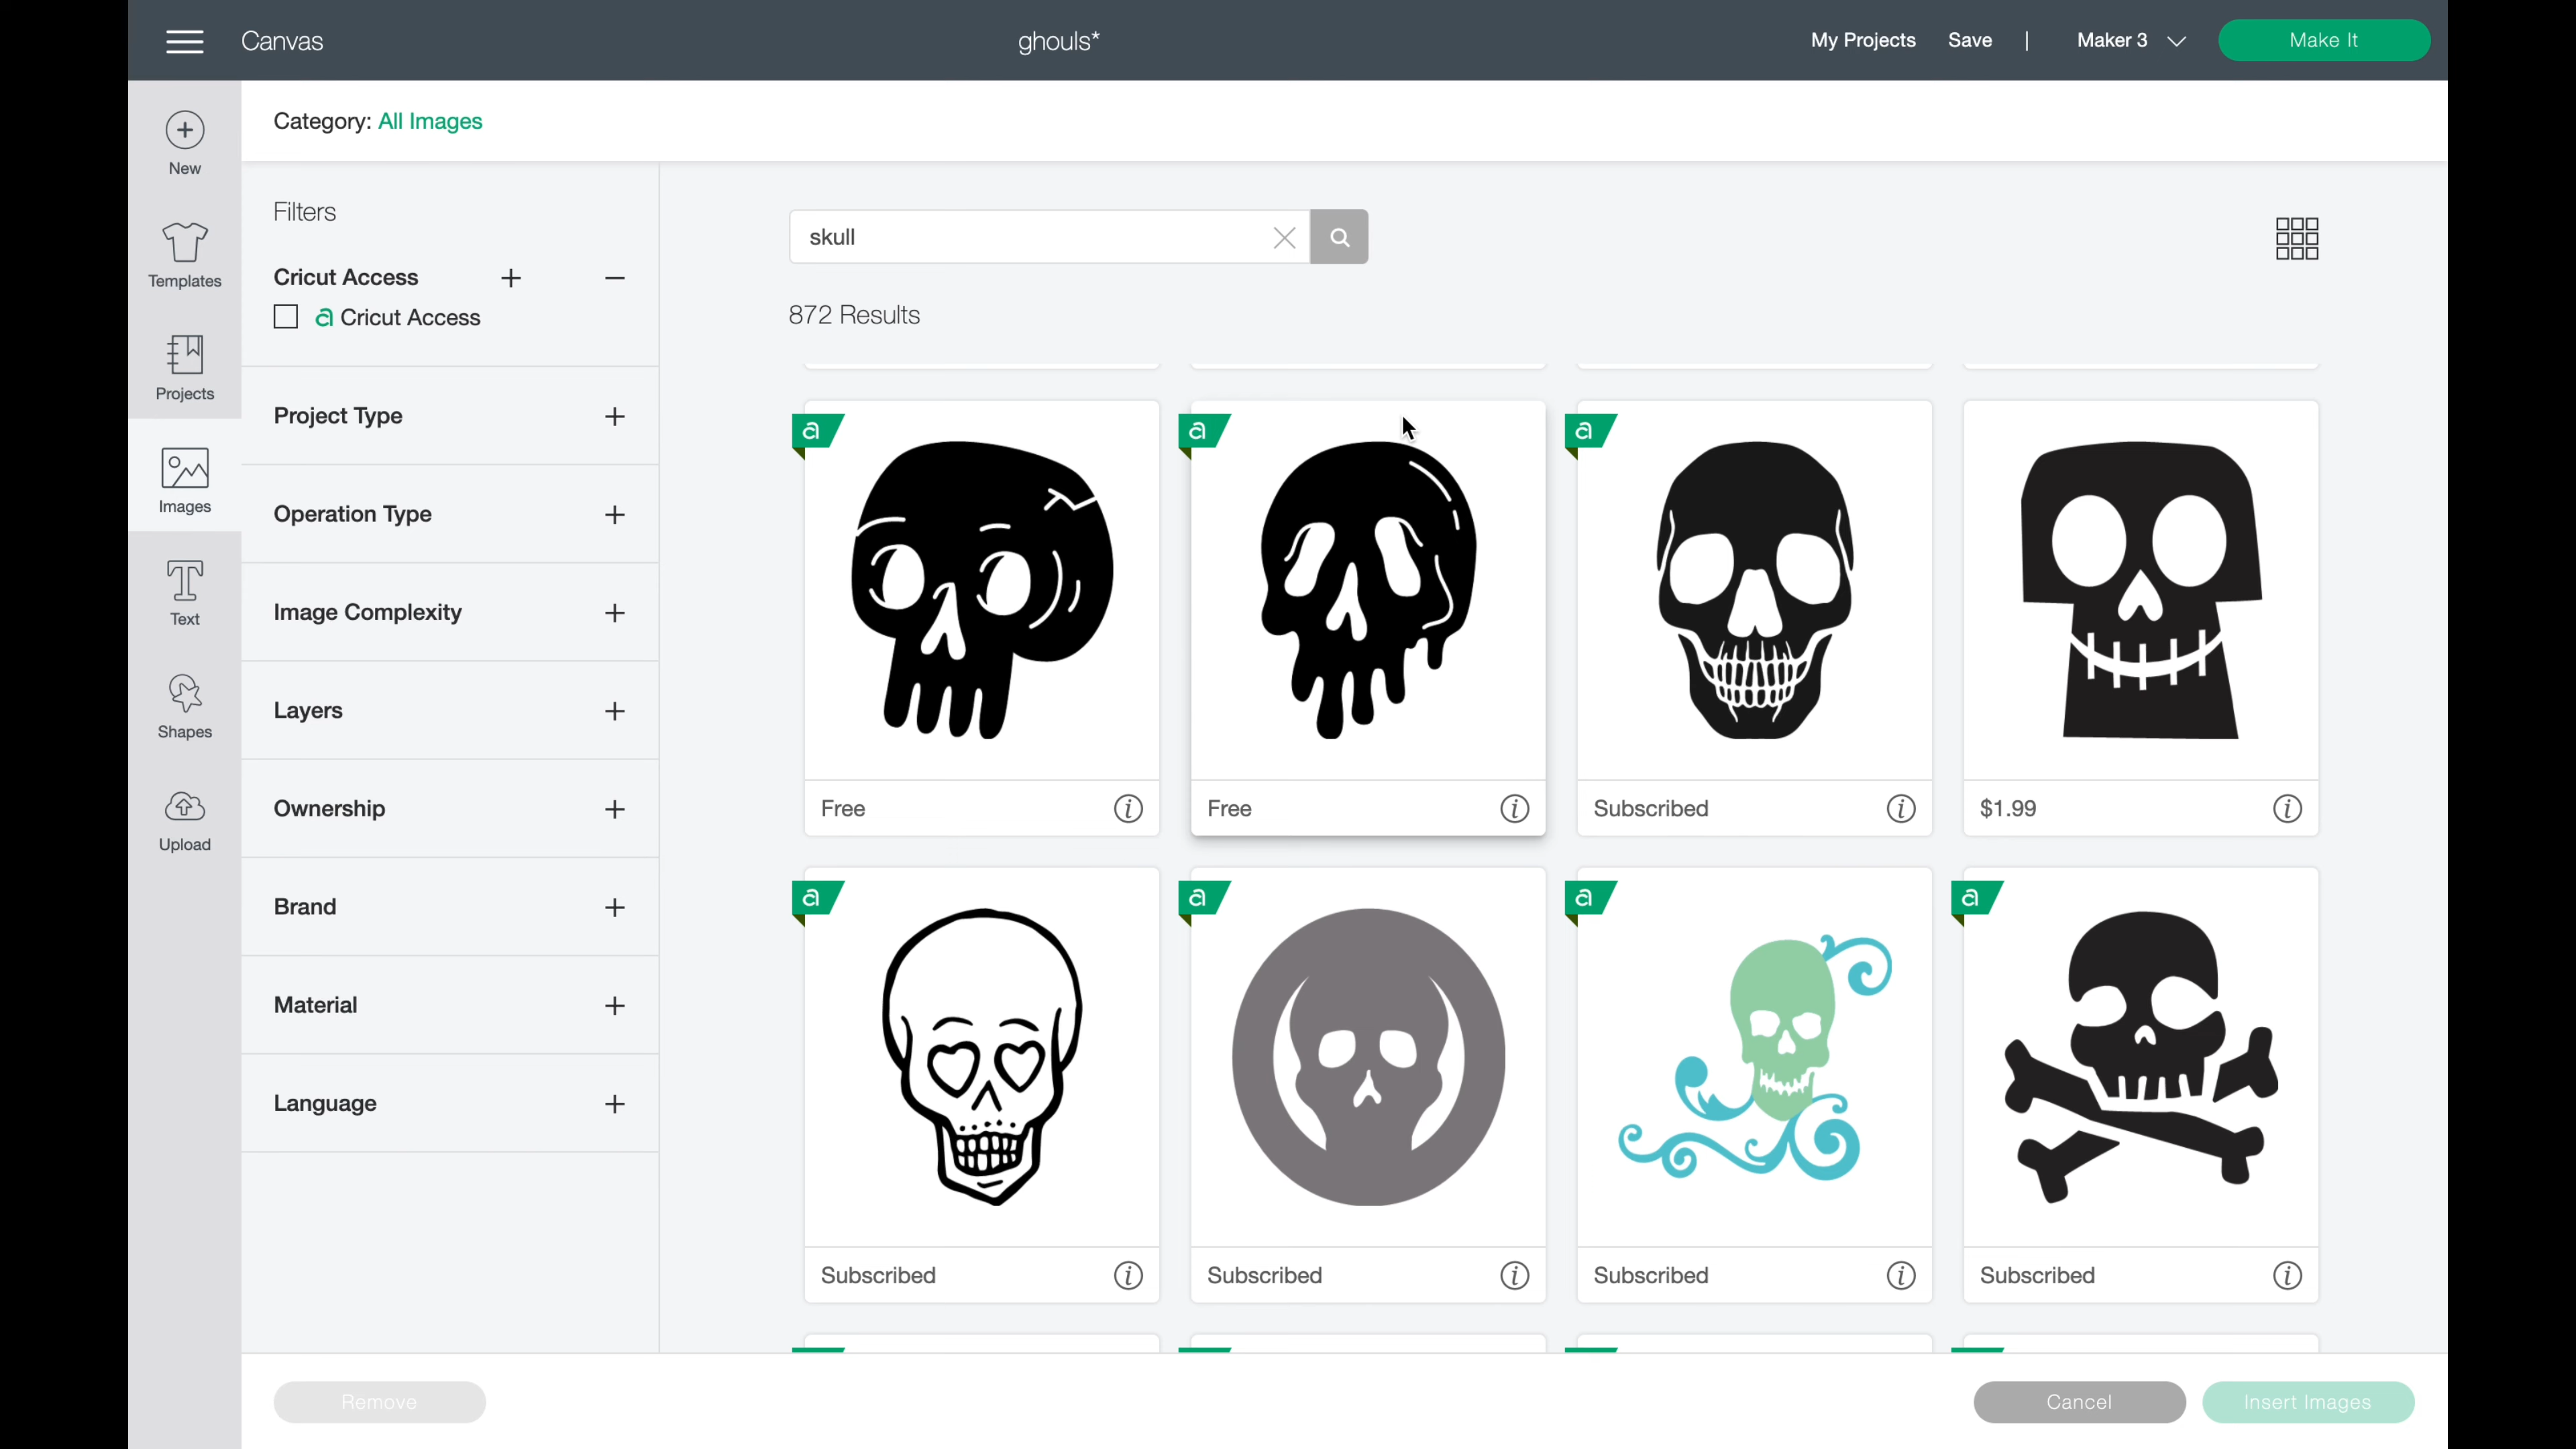 Canvas
ghouls*
My Projects Save | Maker 3
Make It
New
Templates
Projects
Images
Text
Shapes
Upload
Category: All Images
Filters
Cricut Access
a Cricut Access
Project Type
Operation Type
Image Complexity
Layers
Ownership
Brand
Material
Language
skull
872 Results
a a a
Free Free Subscribed $1.99
a a a a
Subscribed Subscribed Subscribed Subscribed
Remove
Cancel
Insert Images